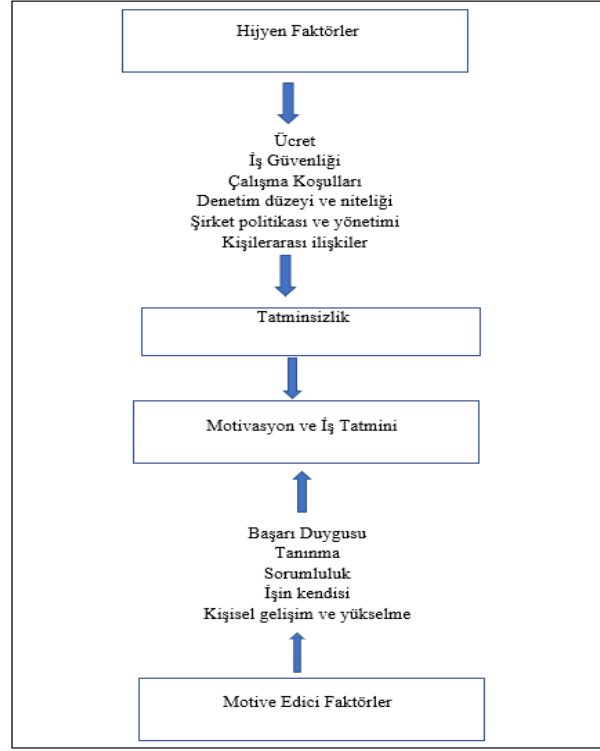 Hijyen Faktörler
Ücret
İş Güvenliği
Çalışma Koşulları
Denetim düzeyi ve niteliği
Şirket politikası ve yönetimi
Kişilerarası ilişkiler
Tatminsizlik
Motivasyon ve İş Tatmini
Başarı Duygusu
Tanınma
Sorumluluk
İşin kendisi
Kişisel gelişim ve yükselme
Motive Edici Faktörler